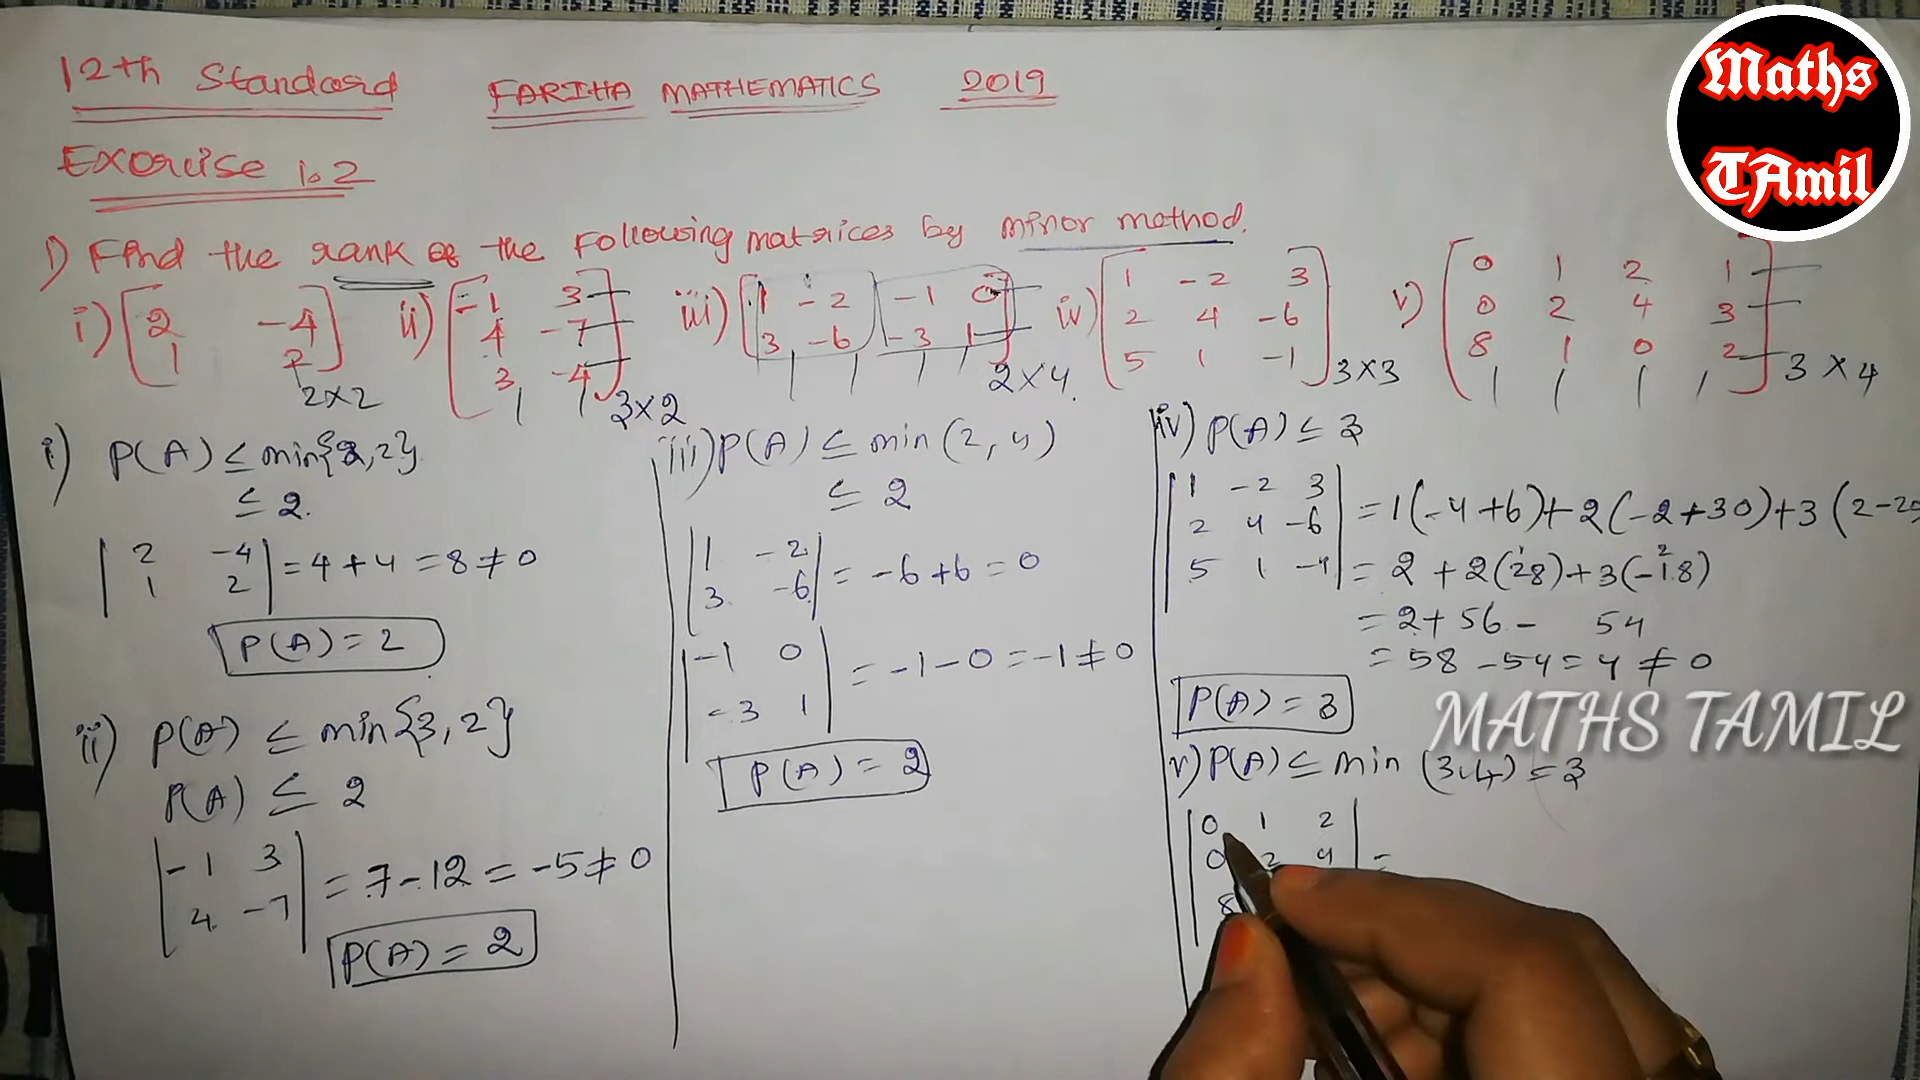 12th Standard FARIHA MATHEMATICS 2019
Exercise 1.2
1) Find the rank of the following matrices by minor method.
i) [2 -4
1 2] 2×2
ii) [-1 3
4 -7
3 -4] 3×2
iii) [1 -2 -1 0
3 -6 -3 1] 2×4
iv) [1 -2 3
2 4 -6
5 1 -1] 3×3
v) [0 1 2 1
0 2 4 3
8 1 0 2] 3×4
i) P(A) ≤ min{2,2}
≤ 2.
|2 -4
1 2| = 4+4 = 8 ≠ 0
P(A) = 2
ii) P(A) ≤ min{3,2}
P(A) ≤ 2
|-1 3
4 -7| = 7-12 = -5 ≠ 0
P(A) = 2
iii) P(A) ≤ min(2,4)
≤ 2
|1 -2
3 -6| = -6+6 = 0
|-1 0
-3 1| = -1-0 = -1 ≠ 0
P(A) = 2
iv) P(A) ≤ 3
|1 -2 3
2 4 -6
5 1 -1| = 1(-4+6)+2(-2+30)+3(2-20
= 2+2(28)+3(-18)
= 2+56-54
= 58-54 = 4 ≠ 0
P(A) = 3
v) P(A) ≤ min(3,4) = 3
|0 1 2
0 2 4
8| =
Maths
TAmil
MATHS TAMIL